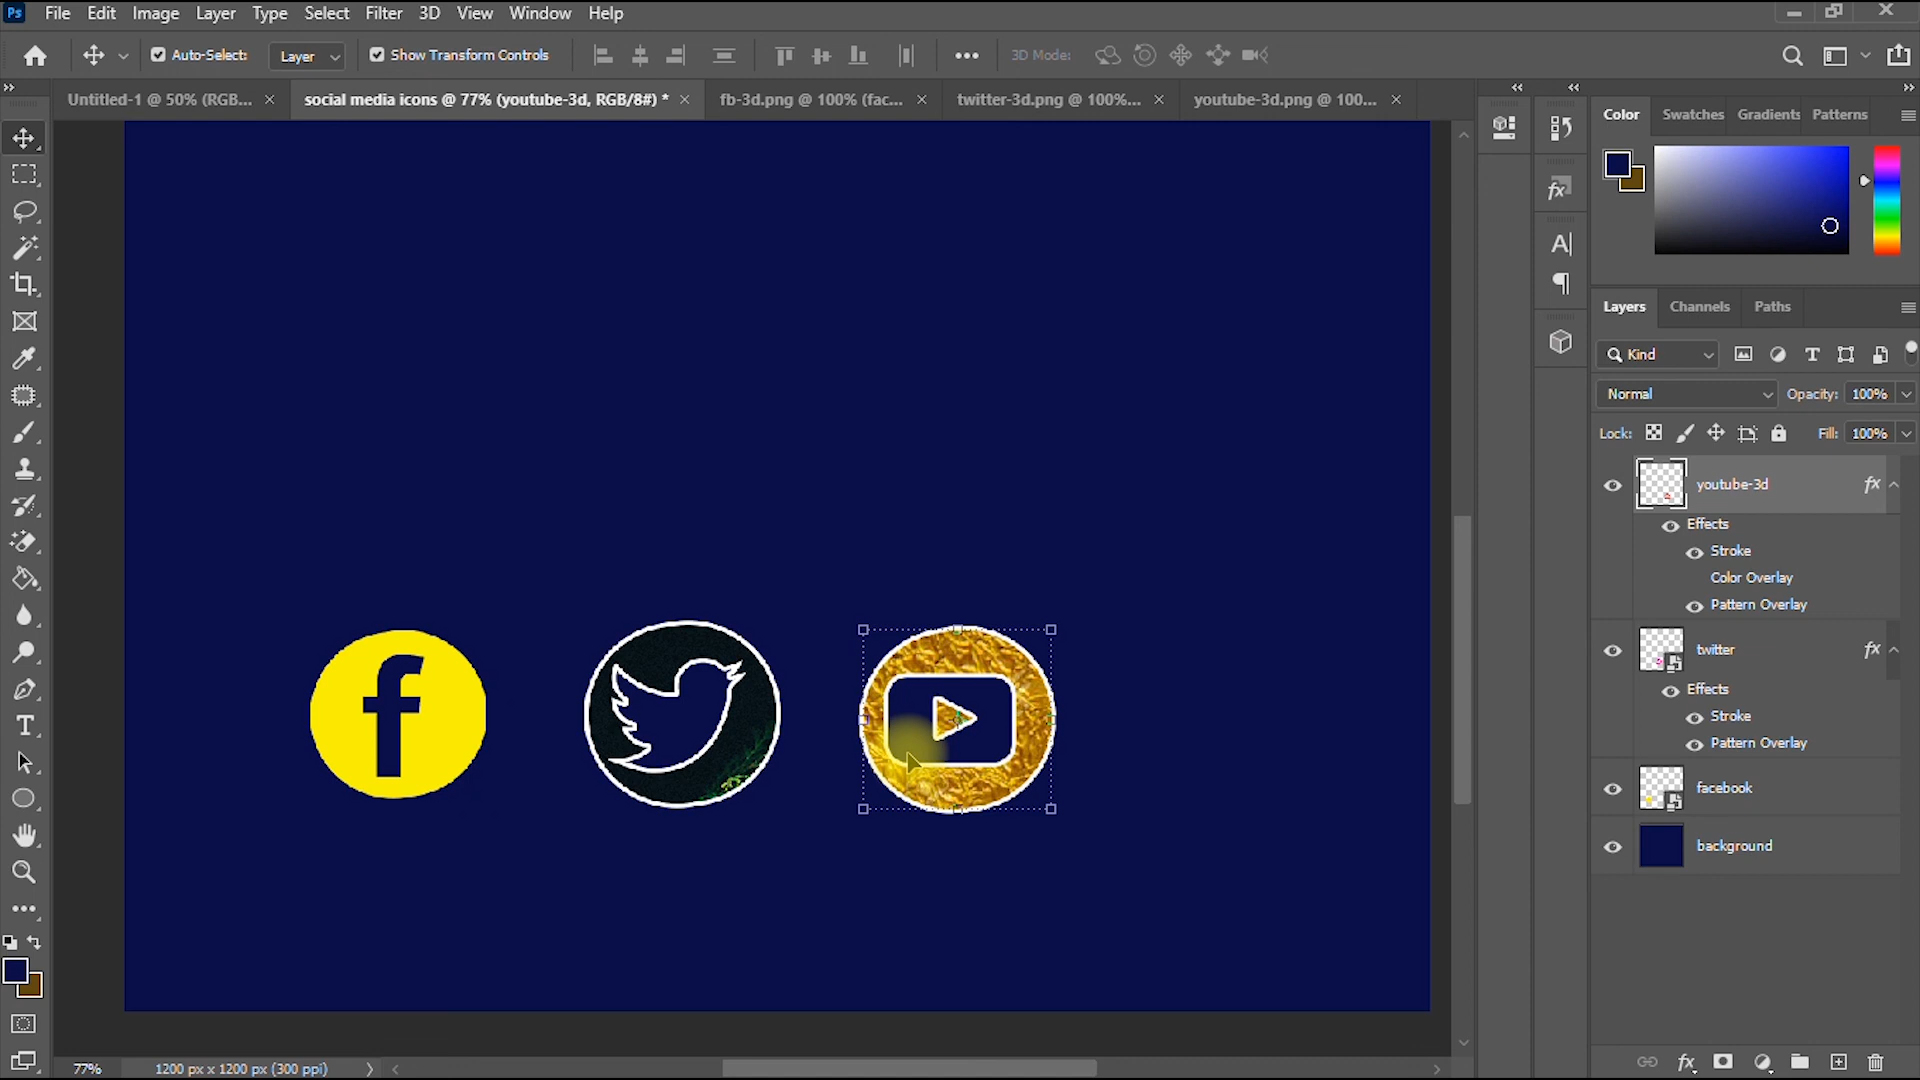 Ps File Edit Image Layer Type Select Filter 3D View Window Help
Auto-Select: Layer Show Transform Controls 3D Mode:
Untitled-1 @ 50% (RGB... social media icons @ 77% (youtube-3d, RGB/8#) * fb-3d.png @ 100% (fac... twitter-3d.png @ 100%... youtube-3d.png @ 100...
Color Swatches Gradients Patterns
Layers Channels Paths
Kind
Normal Opacity: 100%
Lock: Fill: 100%
youtube-3d fx
Effects
Stroke
Color Overlay
Pattern Overlay
twitter fx
Effects
Stroke
Pattern Overlay
facebook
background
f
77% 1200 px x 1200 px (300 ppi)